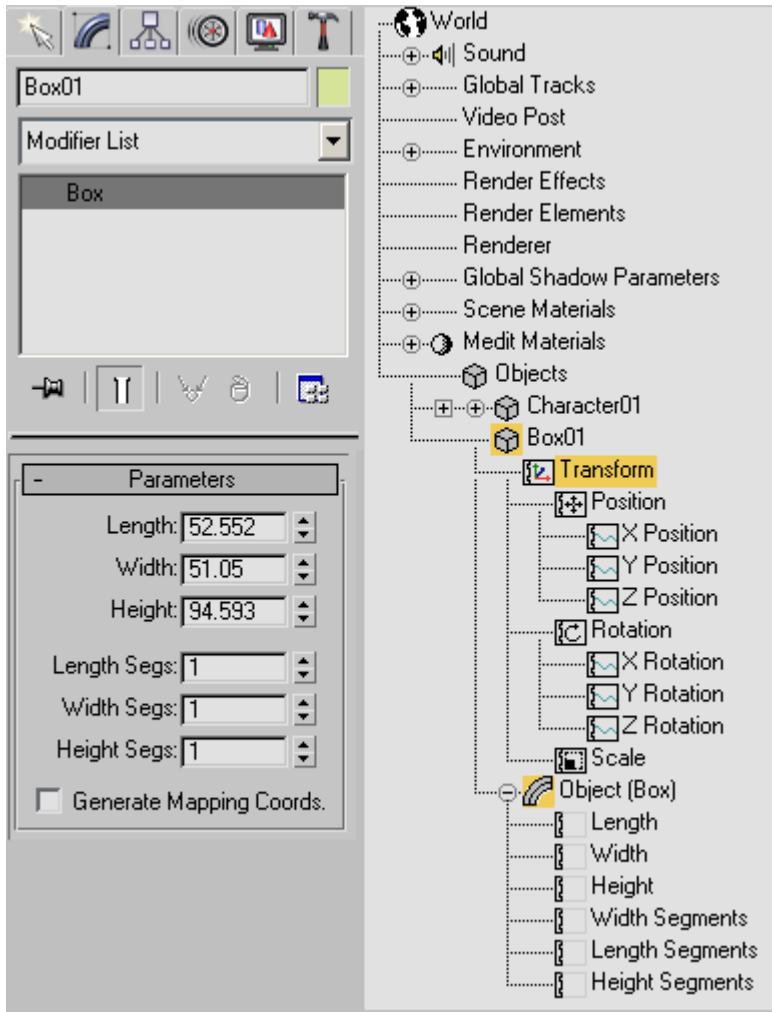 Box01
Modifier List
Box
- Parameters
Length: 52.552
Width: 51.05
Height: 94.593
Length Segs: 1
Width Segs: 1
Height Segs: 1
Generate Mapping Coords.
World
Sound
Global Tracks
Video Post
Environment
Render Effects
Render Elements
Renderer
Global Shadow Parameters
Scene Materials
Medit Materials
Objects
Character01
Box01
Transform
Position
X Position
Y Position
Z Position
Rotation
X Rotation
Y Rotation
Z Rotation
Scale
Object (Box)
Length
Width
Height
Width Segments
Length Segments
Height Segments